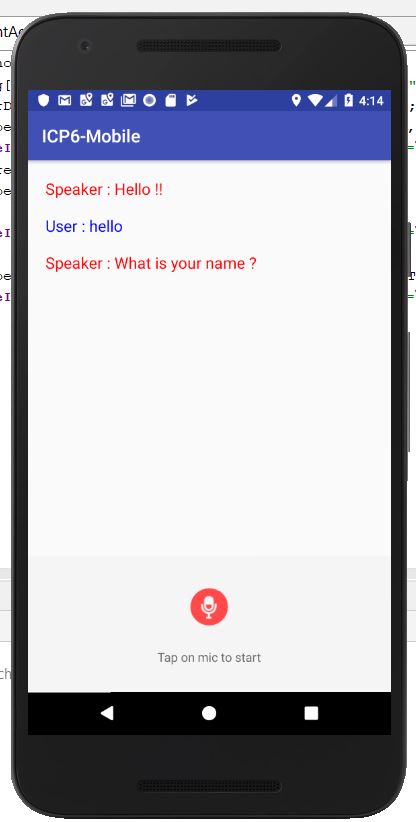 4:14
ICP6-Mobile
Speaker : Hello !!
User : hello
Speaker : What is your name ?
Tap on mic to start